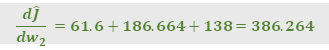 dĴ/dw₂ = 61.6 + 186.664 + 138 = 386.264